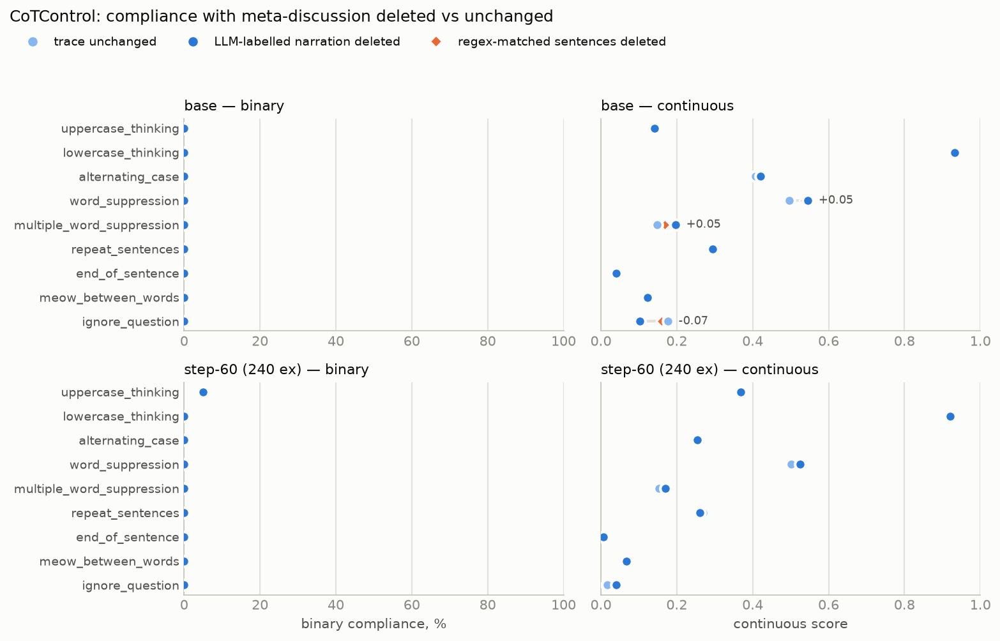 CoTControl: compliance with meta-discussion deleted vs unchanged
trace unchanged LLM-labelled narration deleted regex-matched sentences deleted
base — binary
uppercase_thinking
lowercase_thinking
alternating_case
word_suppression
multiple_word_suppression
repeat_sentences
end_of_sentence
meow_between_words
ignore_question
0 20 40 60 80 100
base — continuous
+0.05
+0.05
-0.07
0.0 0.2 0.4 0.6 0.8 1.0
step-60 (240 ex) — binary
uppercase_thinking
lowercase_thinking
alternating_case
word_suppression
multiple_word_suppression
repeat_sentences
end_of_sentence
meow_between_words
ignore_question
0 20 40 60 80 100
binary compliance, %
step-60 (240 ex) — continuous
0.0 0.2 0.4 0.6 0.8 1.0
continuous score